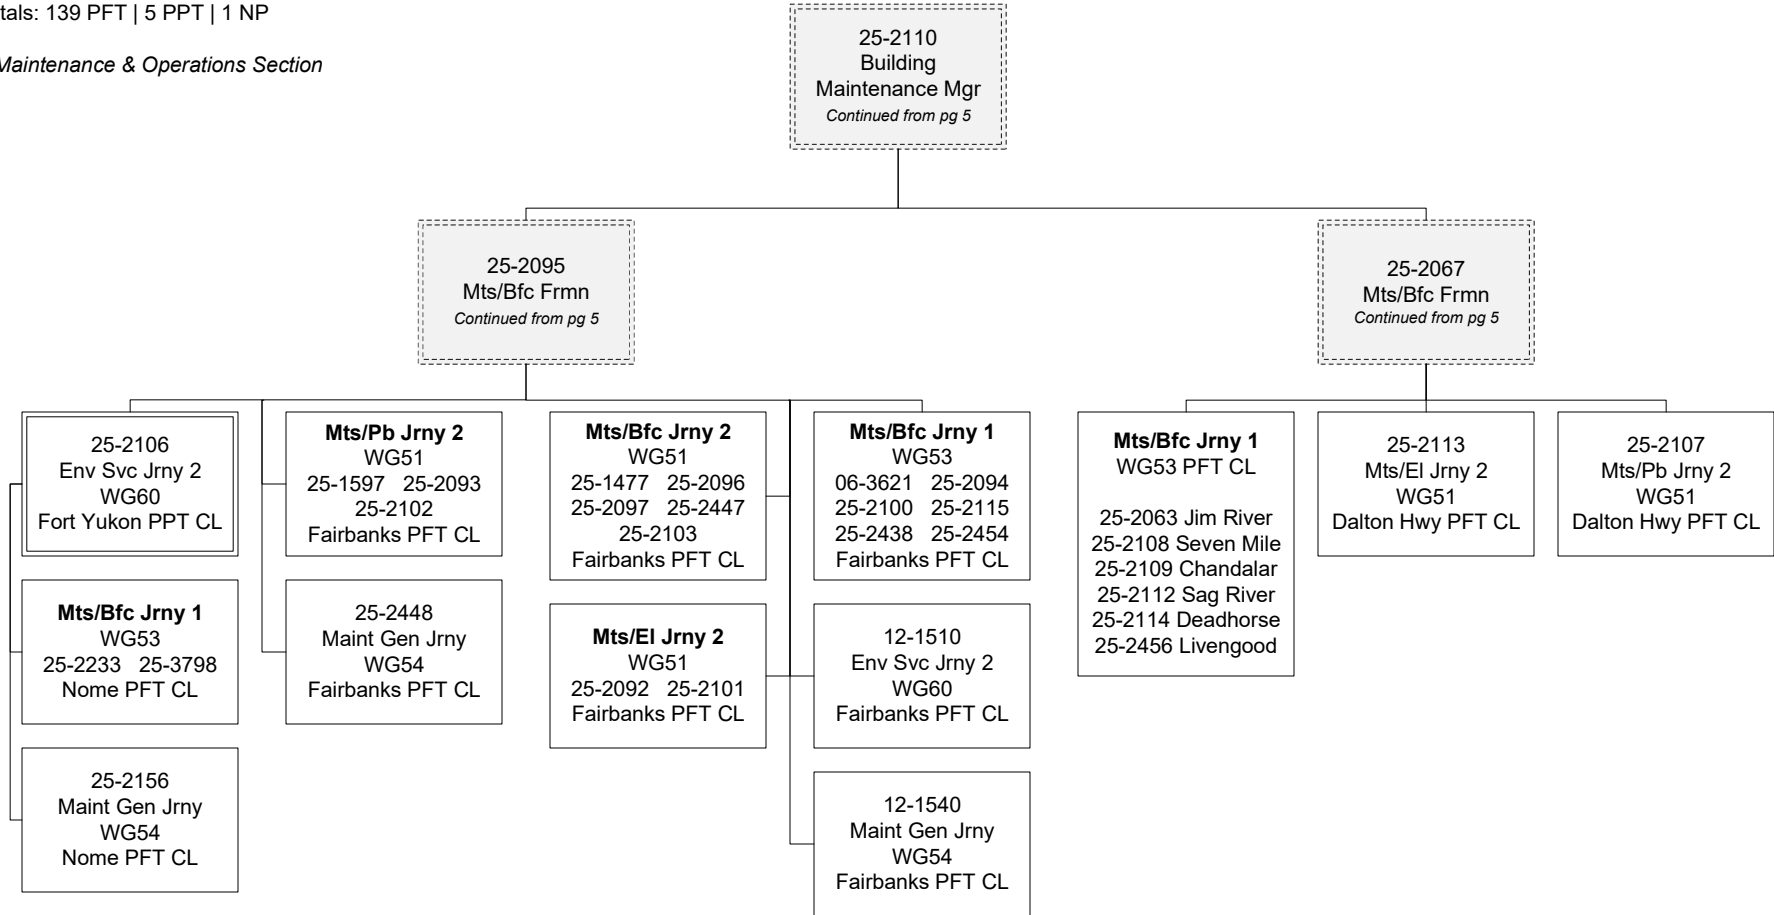 tals: 139 PFT | 5 PPT | 1 NP
Maintenance & Operations Section
25-2110
Building
Maintenance Mgr
Continued from pg 5
25-2095
Mts/Bfc Frmn
Continued from pg 5
25-2067
Mts/Bfc Frmn
Continued from pg 5
25-2106
Env Svc Jrny 2
WG60
Fort Yukon PPT CL
Mts/Bfc Jrny 1
WG53
25-2233 25-3798
Nome PFT CL
25-2156
Maint Gen Jrny
WG54
Nome PFT CL
Mts/Pb Jrny 2
WG51
25-1597 25-2093
25-2102
Fairbanks PFT CL
25-2448
Maint Gen Jrny
WG54
Fairbanks PFT CL
Mts/Bfc Jrny 2
WG51
25-1477 25-2096
25-2097 25-2447
25-2103
Fairbanks PFT CL
Mts/El Jrny 2
WG51
25-2092 25-2101
Fairbanks PFT CL
Mts/Bfc Jrny 1
WG53
06-3621 25-2094
25-2100 25-2115
25-2438 25-2454
Fairbanks PFT CL
12-1510
Env Svc Jrny 2
WG60
Fairbanks PFT CL
12-1540
Maint Gen Jrny
WG54
Fairbanks PFT CL
Mts/Bfc Jrny 1
WG53 PFT CL
25-2063 Jim River
25-2108 Seven Mile
25-2109 Chandalar
25-2112 Sag River
25-2114 Deadhorse
25-2456 Livengood
25-2113
Mts/El Jrny 2
WG51
Dalton Hwy PFT CL
25-2107
Mts/Pb Jrny 2
WG51
Dalton Hwy PFT CL